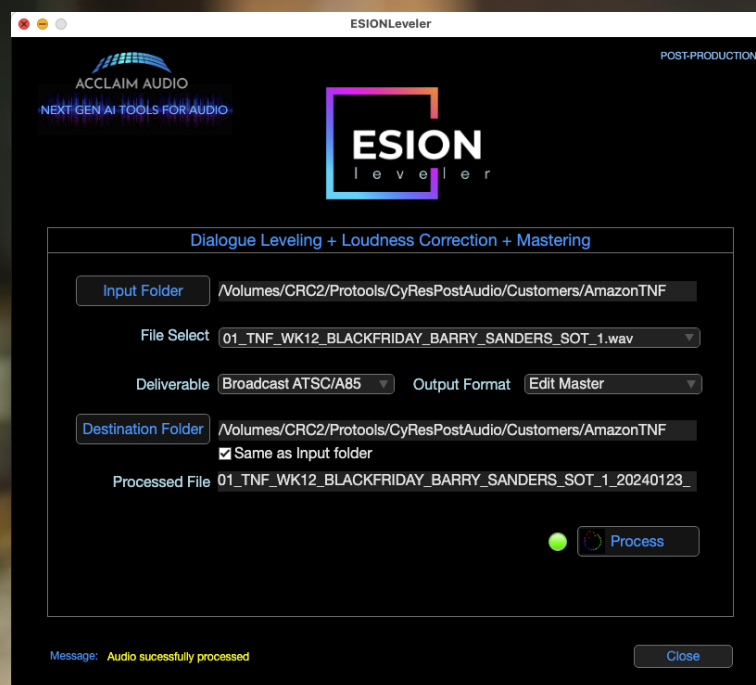 ESIONLeveler
POST-PRODUCTION
ACCLAIM AUDIO
NEXT GEN AI TOOLS FOR AUDIO
ESION
leveler
Dialogue Leveling + Loudness Correction + Mastering
Input Folder /Volumes/CRC2/Protools/CyResPostAudio/Customers/AmazonTNF
File Select 01_TNF_WK12_BLACKFRIDAY_BARRY_SANDERS_SOT_1.wav
Deliverable Broadcast ATSC/A85 Output Format Edit Master
Destination Folder /Volumes/CRC2/Protools/CyResPostAudio/Customers/AmazonTNF
Same as Input folder
Processed File 01_TNF_WK12_BLACKFRIDAY_BARRY_SANDERS_SOT_1_20240123_
Process
Message: Audio sucessfully processed
Close